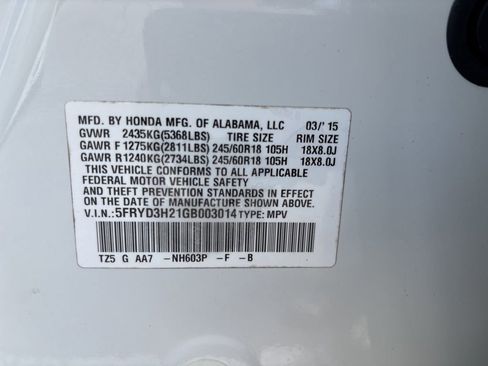 MFD. BY HONDA MFG. OF ALABAMA, LLC 03/'15
GVWR 2435KG(5368LBS) TIRE SIZE RIM SIZE
GAWR F 1275KG(2811LBS) 245/60R18 105H 18X8.0J
GAWR R 1240KG(2734LBS) 245/60R18 105H 18X8.0J
THIS VEHICLE CONFORMS TO ALL APPLICABLE
FEDERAL MOTOR VEHICLE SAFETY
AND THEFT PREVENTION STANDARDS IN EFFECT
ON THE DATE OF MANUFACTURE SHOWN ABOVE.
V.I.N.:5FRYD3H21GB003014 TYPE: MPV
TZ5 G AA7 -NH603P -F -B